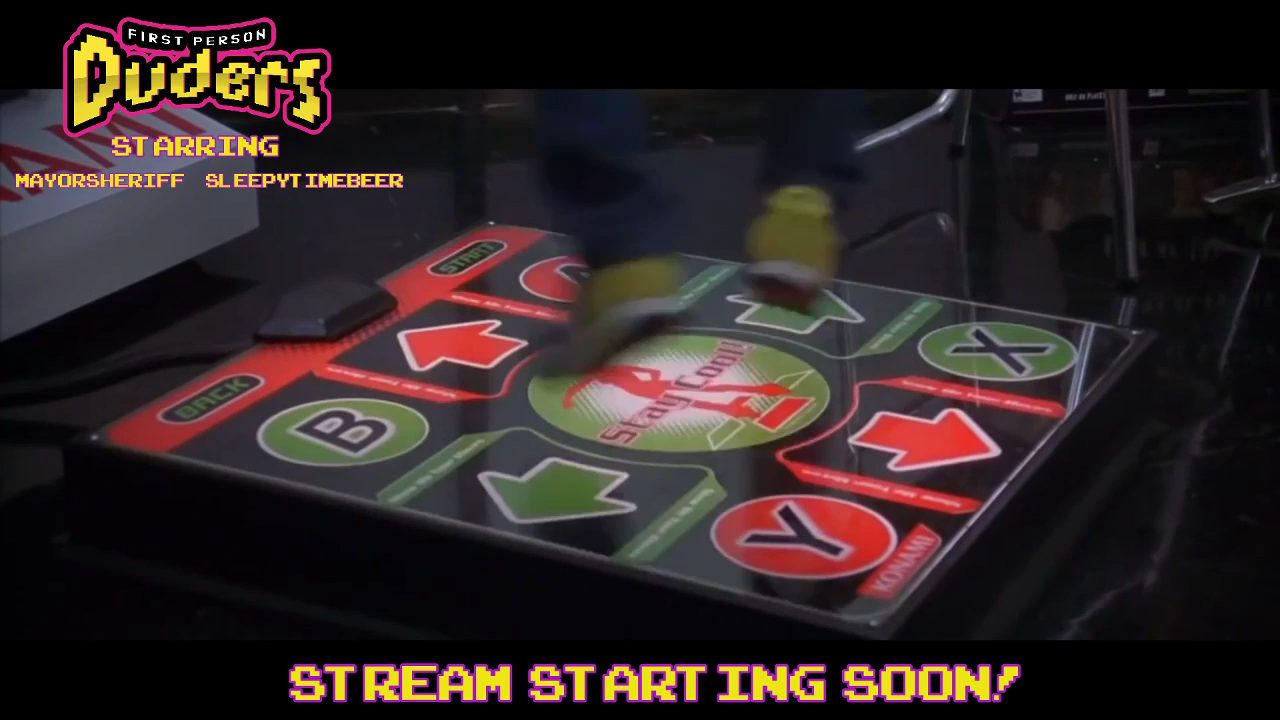 FIRST PERSON
Duders
STARRING
MAYORSHERIFF SLEEPYTIMEBEER
START
BACK
X
B
Stay Cool!
Y
KONAMI
STREAM STARTING SOON!